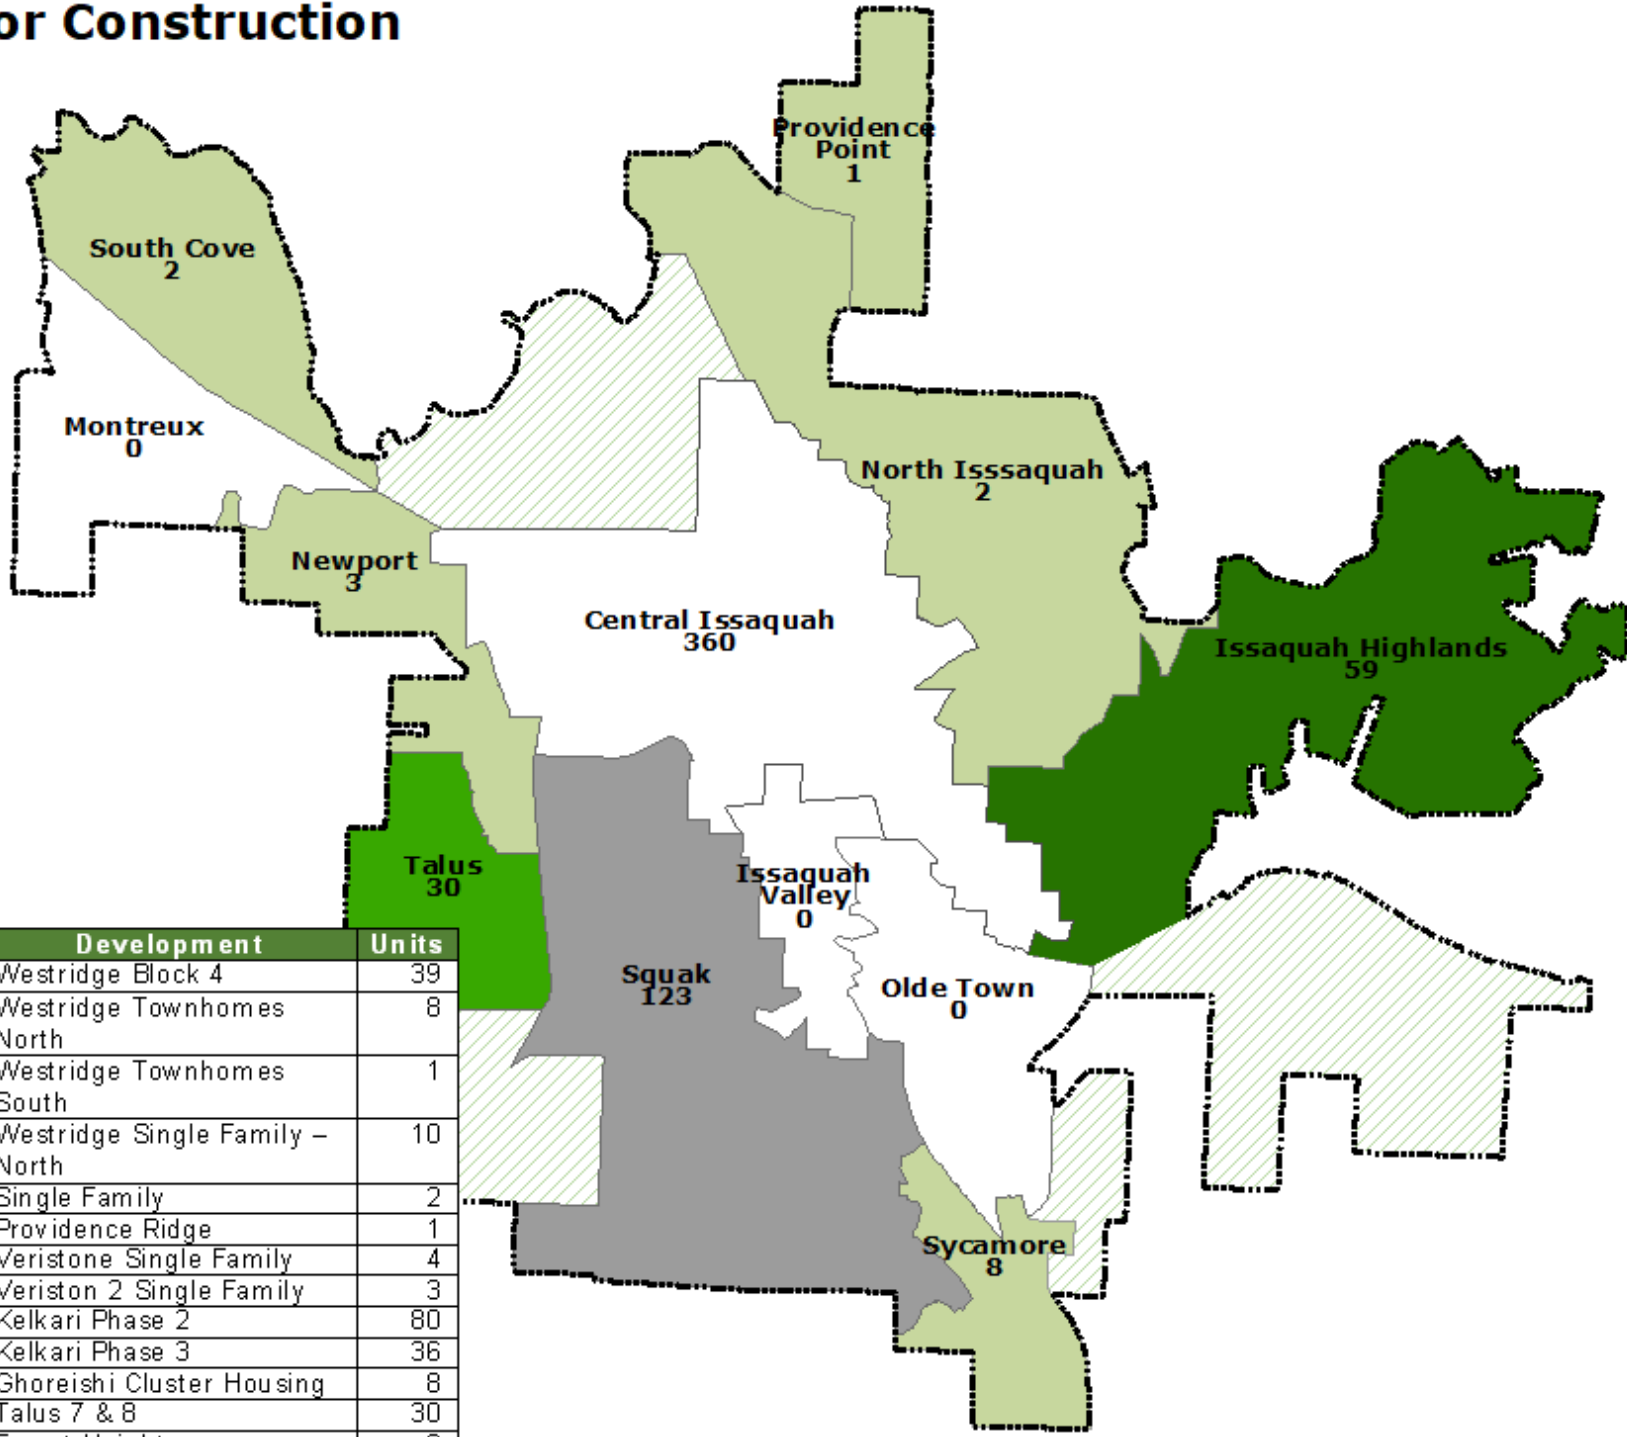 or Construction
Providence
Point
1
South Cove
2
Montreux
0
North Isssaquah
2
Newport
3
Central Issaquah
360
Issaquah Highlands
59
Talus
30
Issaquah
Valley
0
Squak
123
Olde Town
0
Sycamore
8
Development Units
Westridge Block 4 39
Westridge Townhomes 8
North
Westridge Townhomes 1
South
Westridge Single Family – 10
North
Single Family 2
Providence Ridge 1
Veristone Single Family 4
Veriston 2 Single Family 3
Kelkari Phase 2 80
Kelkari Phase 3 36
Ghoreishi Cluster Housing 8
Talus 7 & 8 30